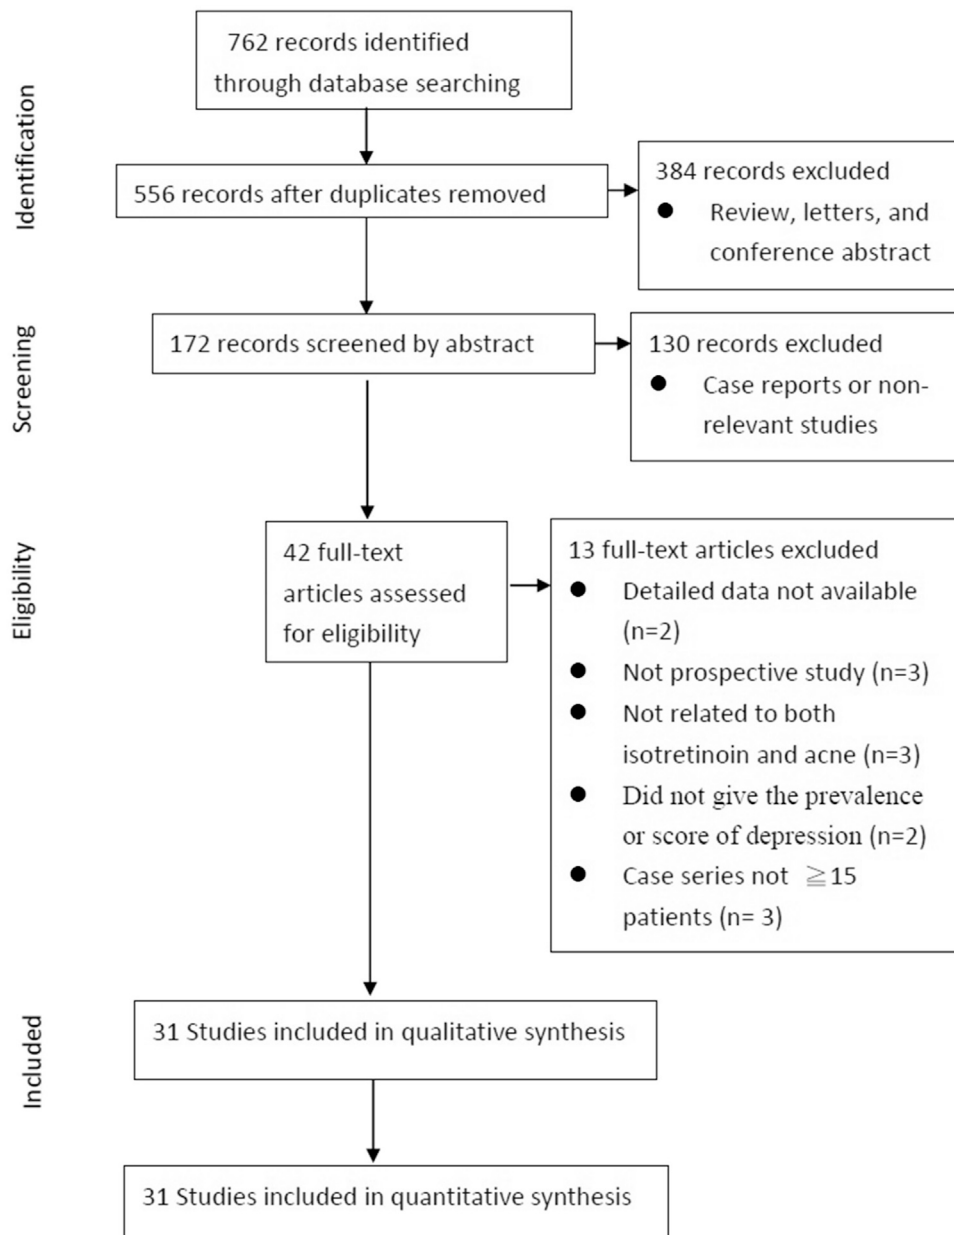 762 records identified
through database searching
Identification
556 records after duplicates removed
384 records excluded
● Review, letters, and
conference abstract
Screening
172 records screened by abstract
130 records excluded
● Case reports or non-
relevant studies
Eligibility
42 full-text
articles assessed
for eligibility
13 full-text articles excluded
● Detailed data not available
(n=2)
● Not prospective study (n=3)
● Not related to both
isotretinoin and acne (n=3)
● Did not give the prevalence
or score of depression (n=2)
● Case series not ≧15
patients (n= 3)
Included
31 Studies included in qualitative synthesis
31 Studies included in quantitative synthesis